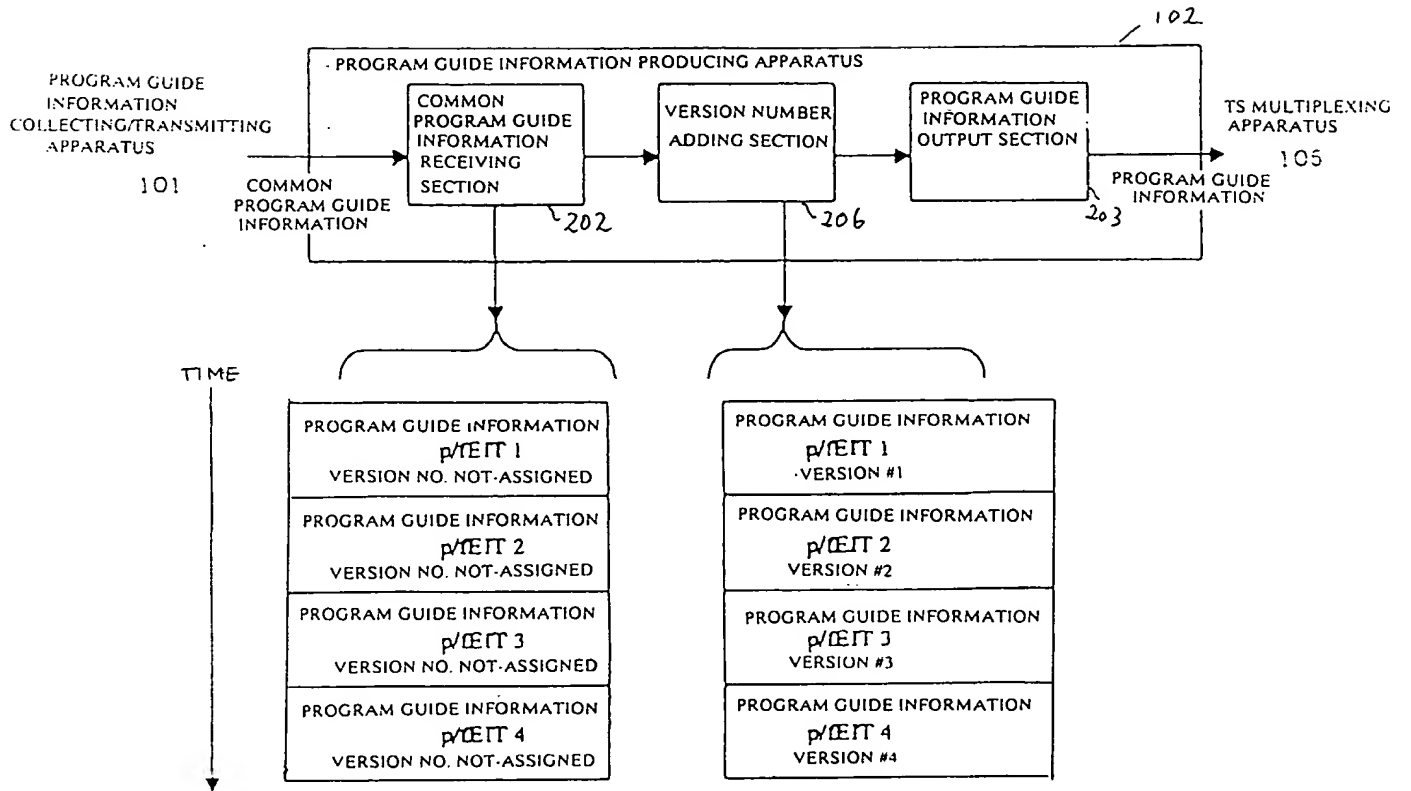 102
PROGRAM GUIDE INFORMATION PRODUCING APPARATUS
PROGRAM GUIDE
INFORMATION
COLLECTING/TRANSMITTING
APPARATUS
101
COMMON
PROGRAM GUIDE
INFORMATION
COMMON
PROGRAM GUIDE
INFORMATION
RECEIVING
SECTION
202
VERSION NUMBER
ADDING SECTION
206
PROGRAM GUIDE
INFORMATION
OUTPUT SECTION
203
TS MULTIPLEXING
APPARATUS
105
PROGRAM GUIDE
INFORMATION
TIME
PROGRAM GUIDE INFORMATION
p/fEIT 1
VERSION NO. NOT-ASSIGNED
PROGRAM GUIDE INFORMATION
p/fEIT 2
VERSION NO. NOT-ASSIGNED
PROGRAM GUIDE INFORMATION
p/fEIT 3
VERSION NO. NOT-ASSIGNED
PROGRAM GUIDE INFORMATION
p/fEIT 4
VERSION NO. NOT-ASSIGNED
PROGRAM GUIDE INFORMATION
p/fEIT 1
VERSION #1
PROGRAM GUIDE INFORMATION
p/fEIT 2
VERSION #2
PROGRAM GUIDE INFORMATION
p/fEIT 3
VERSION #3
PROGRAM GUIDE INFORMATION
p/fEIT 4
VERSION #4